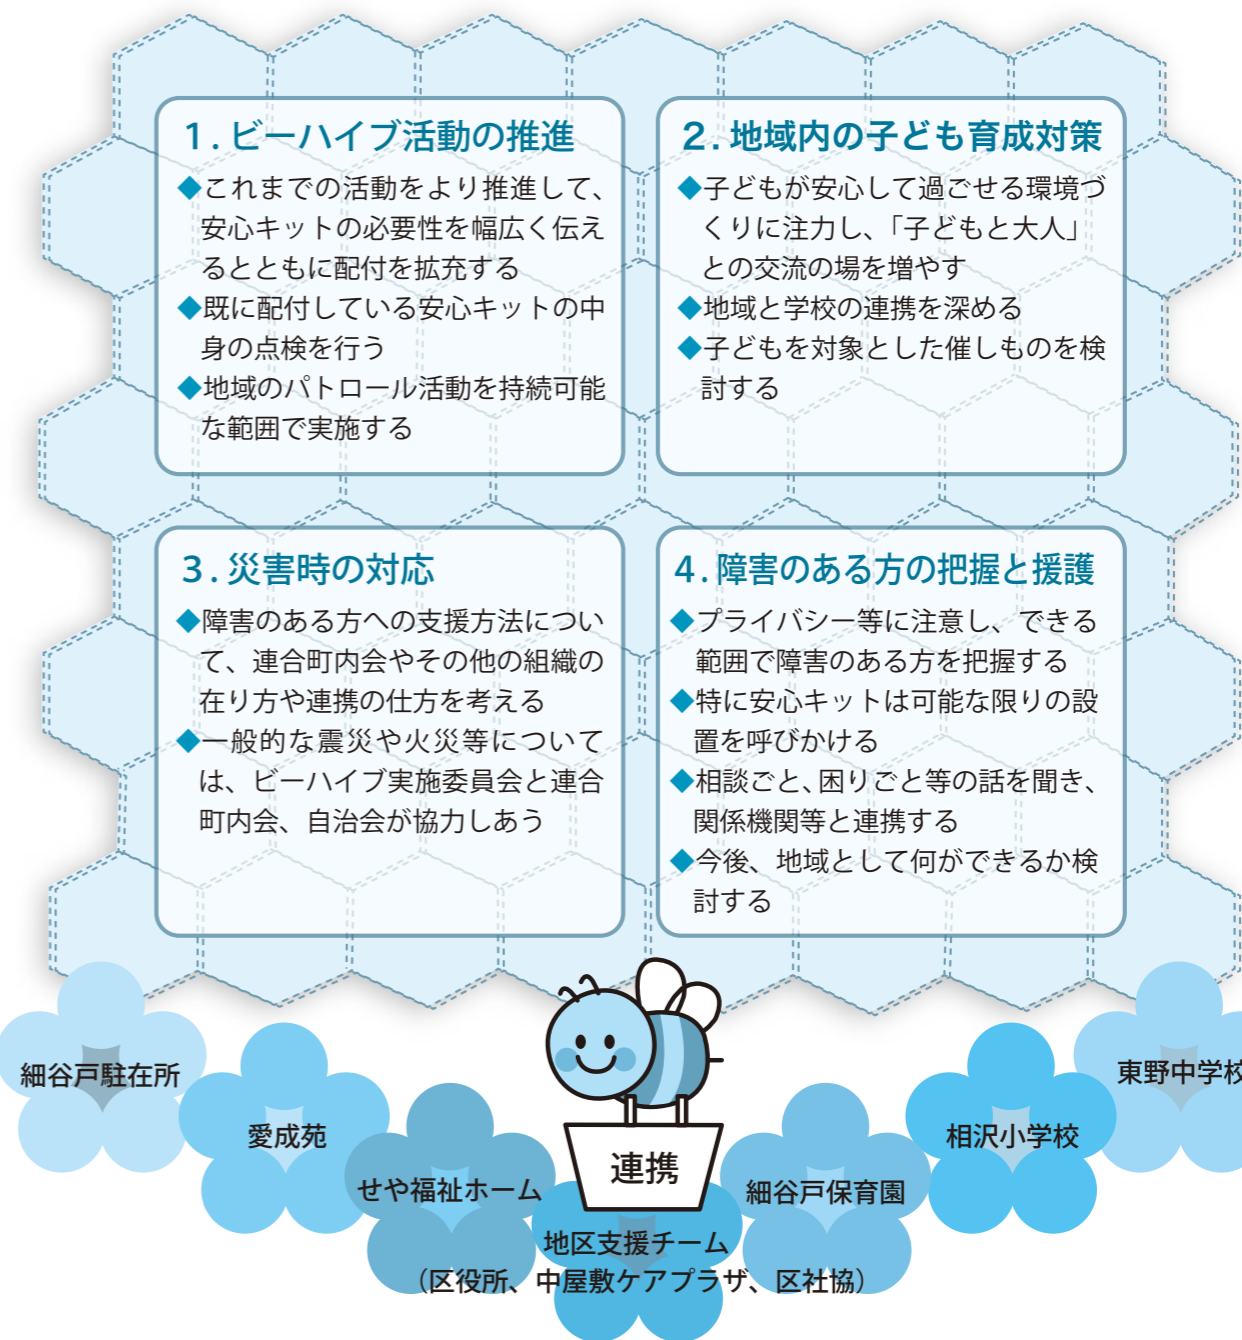 1. ビーハイブ活動の推進
◆これまでの活動をより推進して、
安心キットの必要性を幅広く伝え
るとともに配付を拡充する
◆既に配付している安心キットの中
身の点検を行う
◆地域のパトロール活動を持続可能
な範囲で実施する
2. 地域内の子ども育成対策
◆子どもが安心して過ごせる環境づ
くりに注力し、「子どもと大人」
との交流の場を増やす
◆地域と学校の連携を深める
◆子どもを対象とした催しものを検
討する
3. 災害時の対応
◆障害のある方への支援方法につい
て、連合町内会やその他の組織の
在り方や連携の仕方を考える
◆一般的な震災や火災等について
は、ビーハイブ実施委員会と連合
町内会、自治会が協力しあう
4. 障害のある方の把握と援護
◆プライバシー等に注意し、できる
範囲で障害のある方を把握する
◆特に安心キットは可能な限りの設
置を呼びかける
◆相談ごと、困りごと等の話を聞き、
関係機関等と連携する
◆今後、地域として何ができるか検
討する
細谷戸駐在所
愛成苑
せや福祉ホーム
連携
地区支援チーム
（区役所、中屋敷ケアプラザ、区社協）
細谷戸保育園
相沢小学校
東野中学校